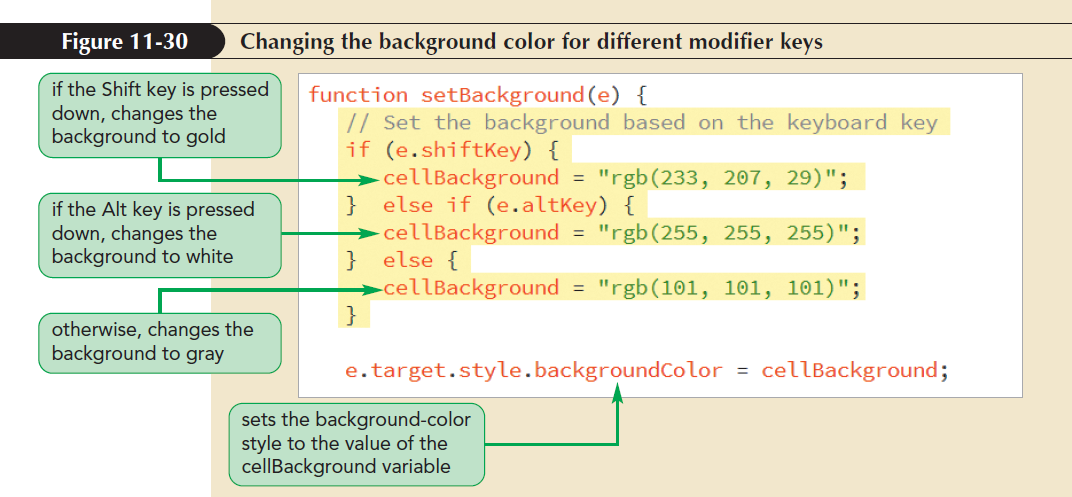 Figure 11-30 Changing the background color for different modifier keys
if the Shift key is pressed
down, changes the
background to gold
if the Alt key is pressed
down, changes the
background to white
otherwise, changes the
background to gray
function setBackground(e) {
// Set the background based on the keyboard key
if (e.shiftKey) {
cellBackground = "rgb(233, 207, 29)";
} else if (e.altKey) {
cellBackground = "rgb(255, 255, 255)";
} else {
cellBackground = "rgb(101, 101, 101)";
}
e.target.style.backgroundColor = cellBackground;
sets the background-color
style to the value of the
cellBackground variable